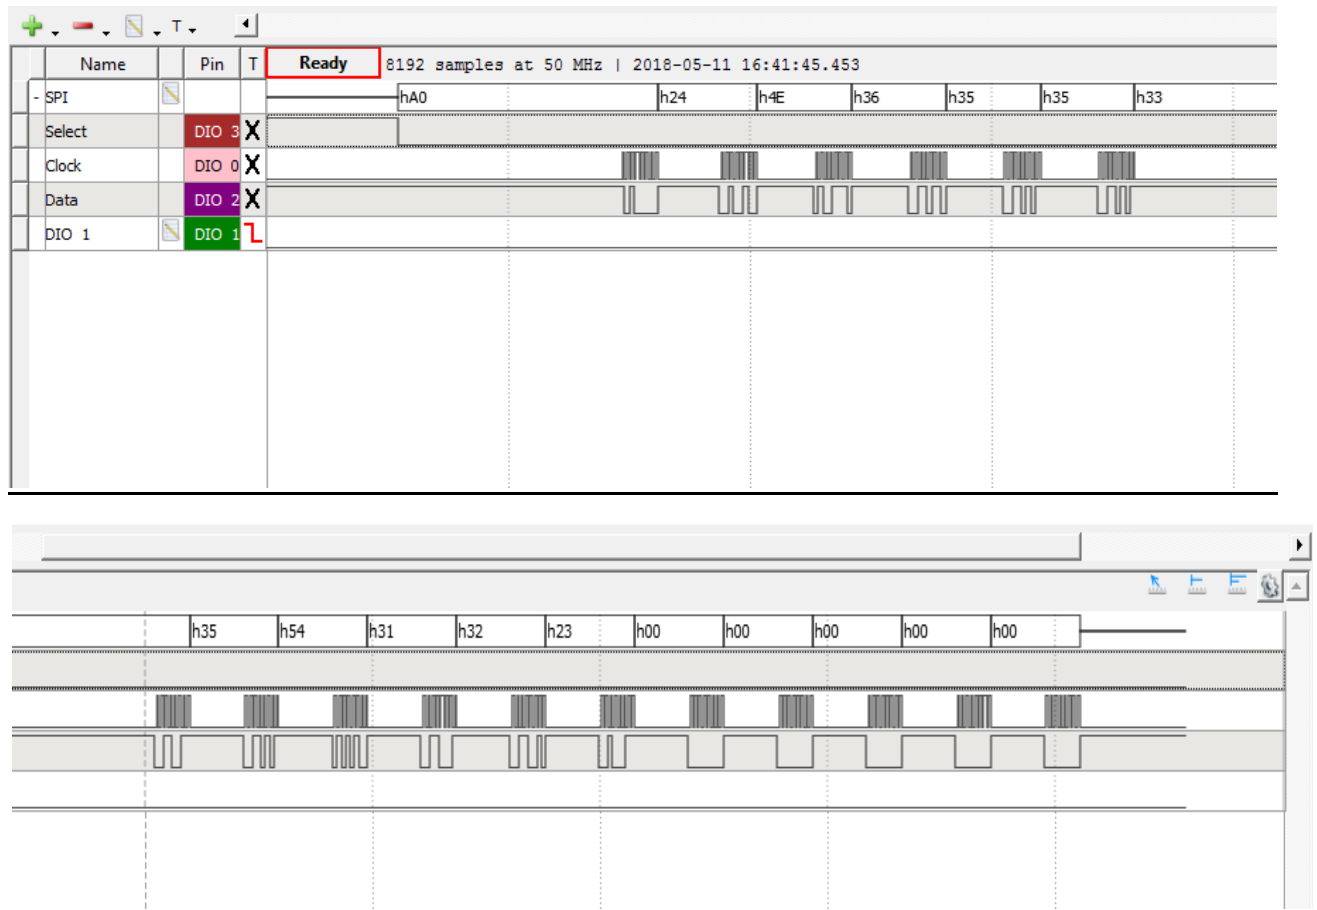 T
Name Pin T Ready 8192 samples at 50 MHz | 2018-05-11 16:41:45.453
- SPI hA0 h24 h4E h36 h35 h35 h33
Select DIO 3 X
Clock DIO 0 X
Data DIO 2 X
DIO 1 DIO 1
h35 h54 h31 h32 h23 h00 h00 h00 h00 h00